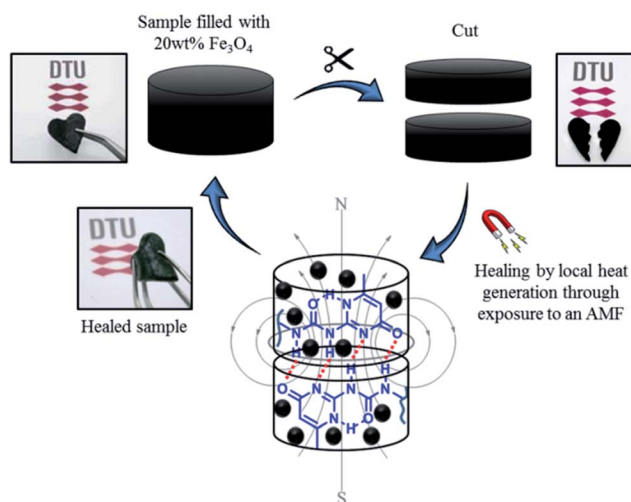 Sample filled with
20wt% Fe₃O₄
Cut
DTU
DTU
N
DTU
Healed sample
Healing by local heat
generation through
exposure to an AMF
H
O
N
H
N
N
N
N
O
H
H
H
H
O
N
N
N
N
N
H
O
S